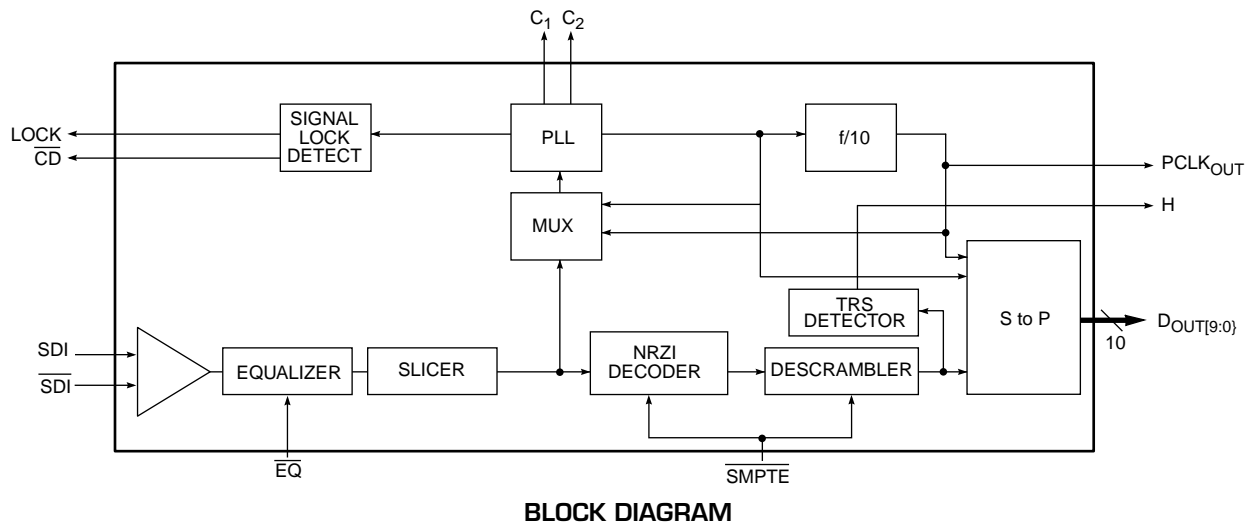 C1 C2
LOCK
CD
SIGNAL
LOCK
DETECT
PLL
f/10
PCLKOUT
H
MUX
TRS
DETECTOR
S to P
DOUT[9:0}
10
SDI
SDI
EQUALIZER
SLICER
NRZI
DECODER
DESCRAMBLER
EQ
SMPTE
BLOCK DIAGRAM